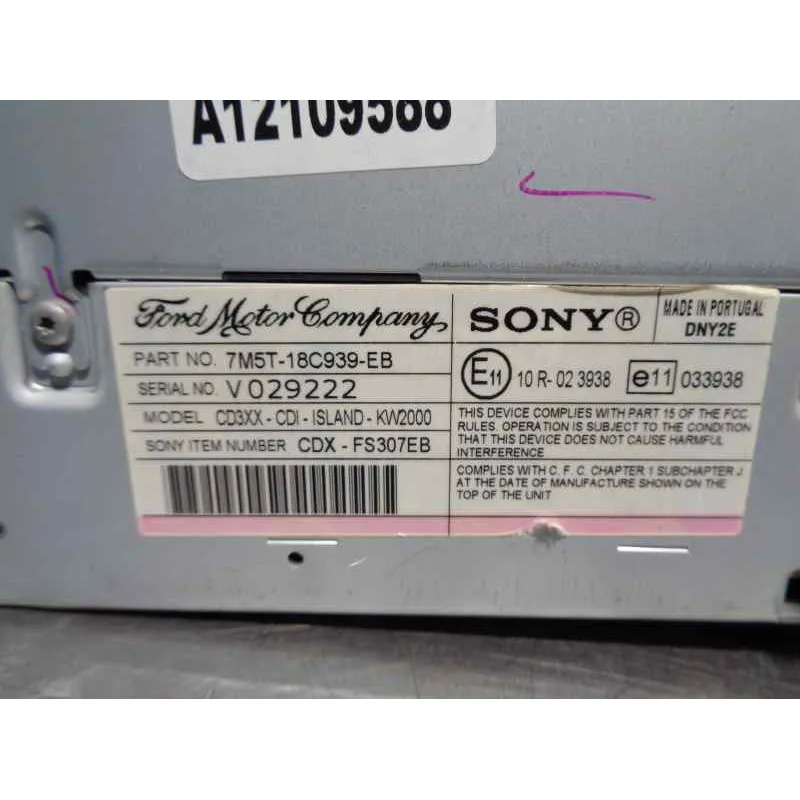 A12109588
Ford Motor Company
PART NO. 7M5T-18C939-EB
SERIAL NO. V 029222
MODEL CD3XX - CDI - ISLAND - KW2000
SONY ITEM NUMBER CDX - FS307EB
SONY®
MADE IN PORTUGAL
DNY2E
E11 10 R- 02 3938 e11 033938
THIS DEVICE COMPLIES WITH PART 15 OF THE FCC
RULES. OPERATION IS SUBJECT TO THE CONDITION
THAT THIS DEVICE DOES NOT CAUSE HARMFUL
INTERFERENCE
COMPLIES WITH C. F. C. CHAPTER 1 SUBCHAPTER J
AT THE DATE OF MANUFACTURE SHOWN ON THE
TOP OF THE UNIT